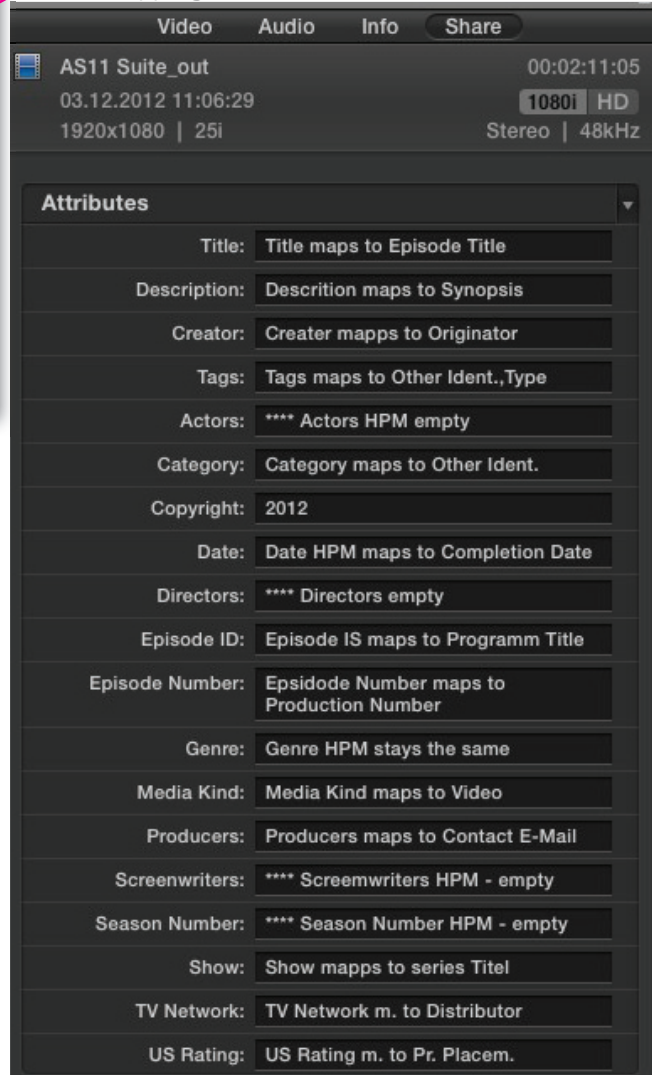 Video Audio Info Share
AS11 Suite_out 00:02:11:05
03.12.2012 11:06:29 1080i HD
1920x1080 | 25i Stereo | 48kHz
Attributes
Title: Title maps to Episode Title
Description: Descrition maps to Synopsis
Creator: Creater mapps to Originator
Tags: Tags maps to Other Ident.,Type
Actors: **** Actors HPM empty
Category: Category maps to Other Ident.
Copyright: 2012
Date: Date HPM maps to Completion Date
Directors: **** Directors empty
Episode ID: Episode IS maps to Programm Title
Episode Number: Epsidode Number maps to
Production Number
Genre: Genre HPM stays the same
Media Kind: Media Kind maps to Video
Producers: Producers maps to Contact E-Mail
Screenwriters: **** Screemwriters HPM - empty
Season Number: **** Season Number HPM - empty
Show: Show mapps to series Titel
TV Network: TV Network m. to Distributor
US Rating: US Rating m. to Pr. Placem.